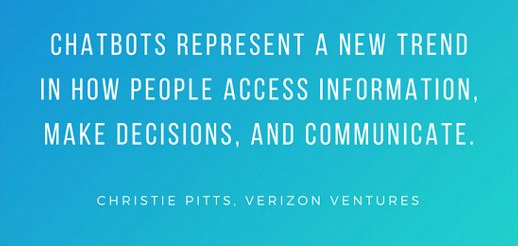 CHATBOTS REPRESENT A NEW TREND
IN HOW PEOPLE ACCESS INFORMATION,
MAKE DECISIONS, AND COMMUNICATE.
CHRISTIE PITTS, VERIZON VENTURES